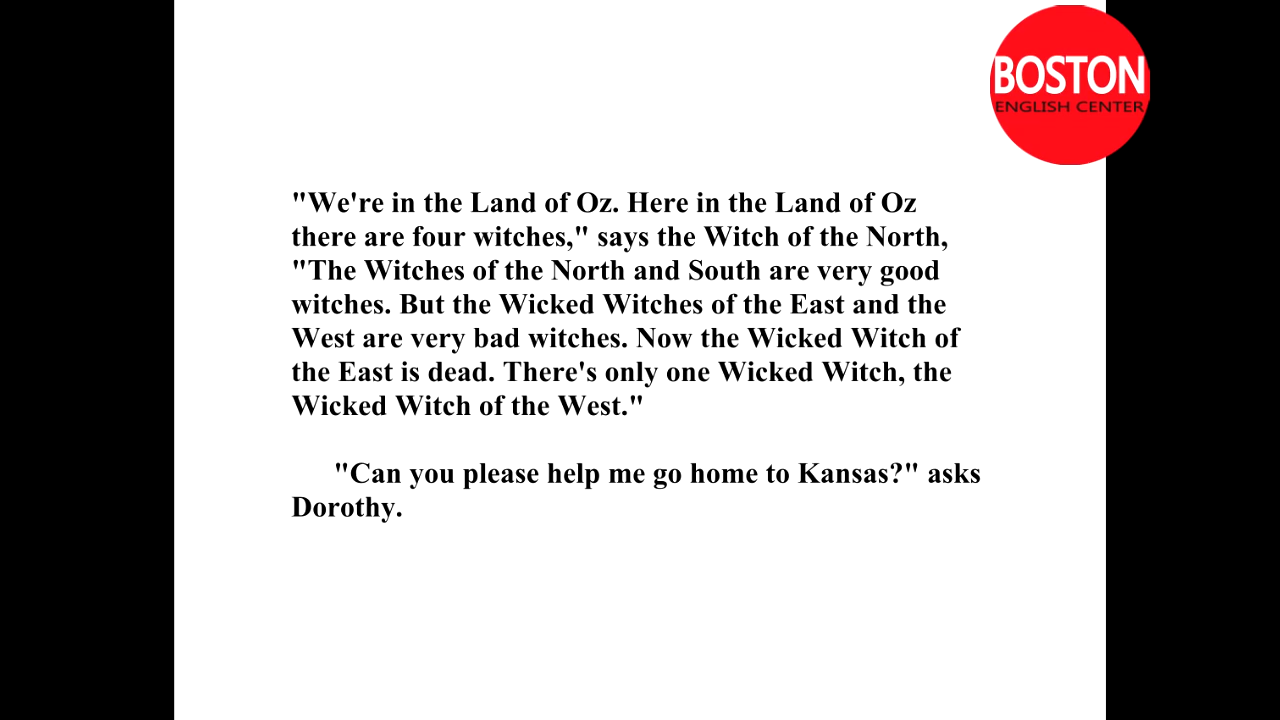 BOSTON
ENGLISH CENTER
"We're in the Land of Oz. Here in the Land of Oz
there are four witches," says the Witch of the North,
"The Witches of the North and South are very good
witches. But the Wicked Witches of the East and the
West are very bad witches. Now the Wicked Witch of
the East is dead. There's only one Wicked Witch, the
Wicked Witch of the West."
"Can you please help me go home to Kansas?" asks
Dorothy.